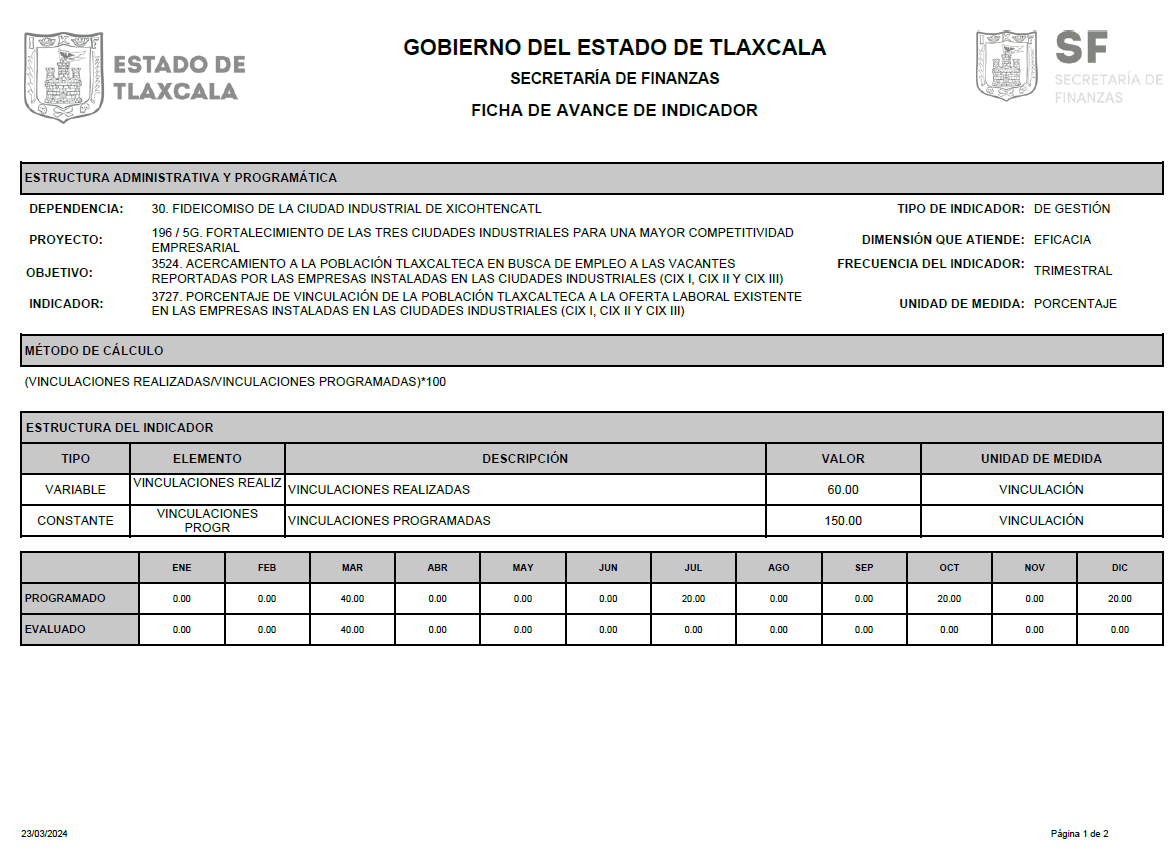 ESTADO DE
TLAXCALA
GOBIERNO DEL ESTADO DE TLAXCALA
SECRETARÍA DE FINANZAS
FICHA DE AVANCE DE INDICADOR
SF
SECRETARÍA DE
FINANZAS
ESTRUCTURA ADMINISTRATIVA Y PROGRAMÁTICA
DEPENDENCIA: 30. FIDEICOMISO DE LA CIUDAD INDUSTRIAL DE XICOHTENCATL TIPO DE INDICADOR: DE GESTIÓN
PROYECTO: 196 / 5G. FORTALECIMIENTO DE LAS TRES CIUDADES INDUSTRIALES PARA UNA MAYOR COMPETITIVIDAD
EMPRESARIAL DIMENSIÓN QUE ATIENDE: EFICACIA
OBJETIVO: 3524. ACERCAMIENTO A LA POBLACIÓN TLAXCALTECA EN BUSCA DE EMPLEO A LAS VACANTES
REPORTADAS POR LAS EMPRESAS INSTALADAS EN LAS CIUDADES INDUSTRIALES (CIX I, CIX II Y CIX III) FRECUENCIA DEL INDICADOR: TRIMESTRAL
INDICADOR: 3727. PORCENTAJE DE VINCULACIÓN DE LA POBLACIÓN TLAXCALTECA A LA OFERTA LABORAL EXISTENTE
EN LAS EMPRESAS INSTALADAS EN LAS CIUDADES INDUSTRIALES (CIX I, CIX II Y CIX III) UNIDAD DE MEDIDA: PORCENTAJE
MÉTODO DE CÁLCULO
(VINCULACIONES REALIZADAS/VINCULACIONES PROGRAMADAS)*100
ESTRUCTURA DEL INDICADOR
TIPO ELEMENTO DESCRIPCIÓN VALOR UNIDAD DE MEDIDA
VARIABLE VINCULACIONES REALIZ VINCULACIONES REALIZADAS 60.00 VINCULACIÓN
CONSTANTE VINCULACIONES
PROGR VINCULACIONES PROGRAMADAS 150.00 VINCULACIÓN
ENE FEB MAR ABR MAY JUN JUL AGO SEP OCT NOV DIC
PROGRAMADO 0.00 0.00 40.00 0.00 0.00 0.00 20.00 0.00 0.00 20.00 0.00 20.00
EVALUADO 0.00 0.00 40.00 0.00 0.00 0.00 0.00 0.00 0.00 0.00 0.00 0.00
23/03/2024 Página 1 de 2